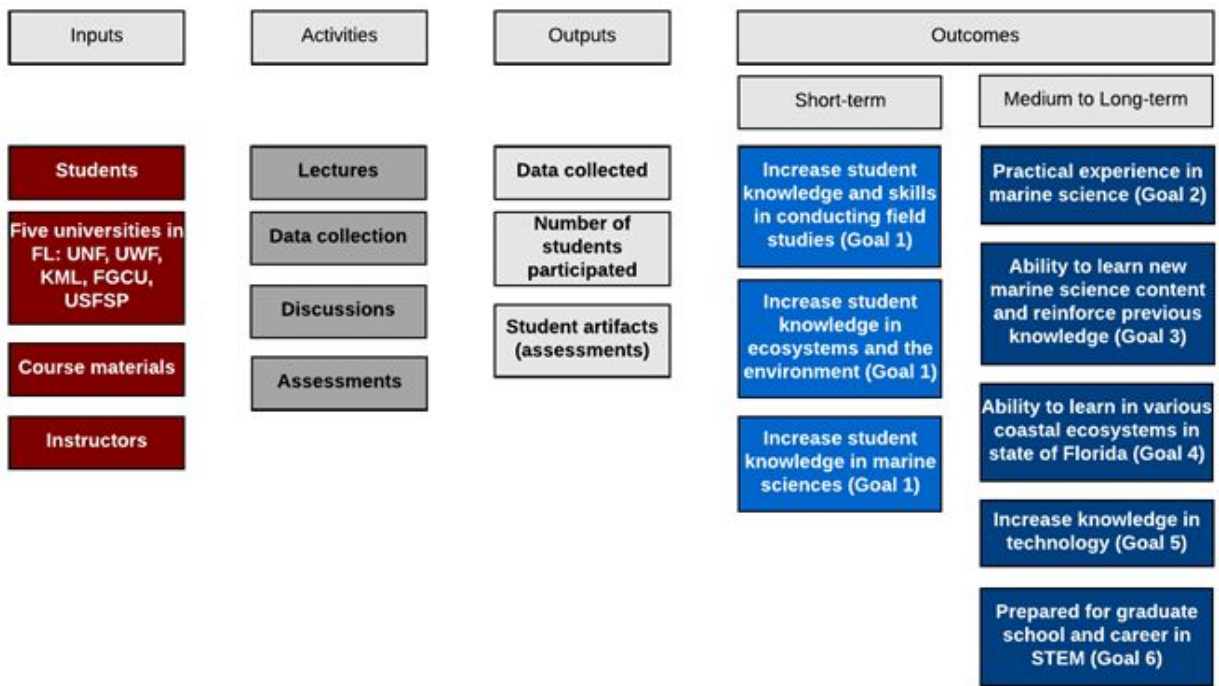 Inputs
Activities
Outputs
Outcomes
Short-term
Medium to Long-term
Students
Five universities in
FL: UNF, UWF,
KML, FGCU,
USFSP
Course materials
Instructors
Lectures
Data collection
Discussions
Assessments
Data collected
Number of
students
participated
Student artifacts
(assessments)
Increase student
knowledge and skills
in conducting field
studies (Goal 1)
Increase student
knowledge in
ecosystems and the
environment (Goal 1)
Increase student
knowledge in marine
sciences (Goal 1)
Practical experience in
marine science (Goal 2)
Ability to learn new
marine science content
and reinforce previous
knowledge (Goal 3)
Ability to learn in various
coastal ecosystems in
state of Florida (Goal 4)
Increase knowledge in
technology (Goal 5)
Prepared for graduate
school and career in
STEM (Goal 6)